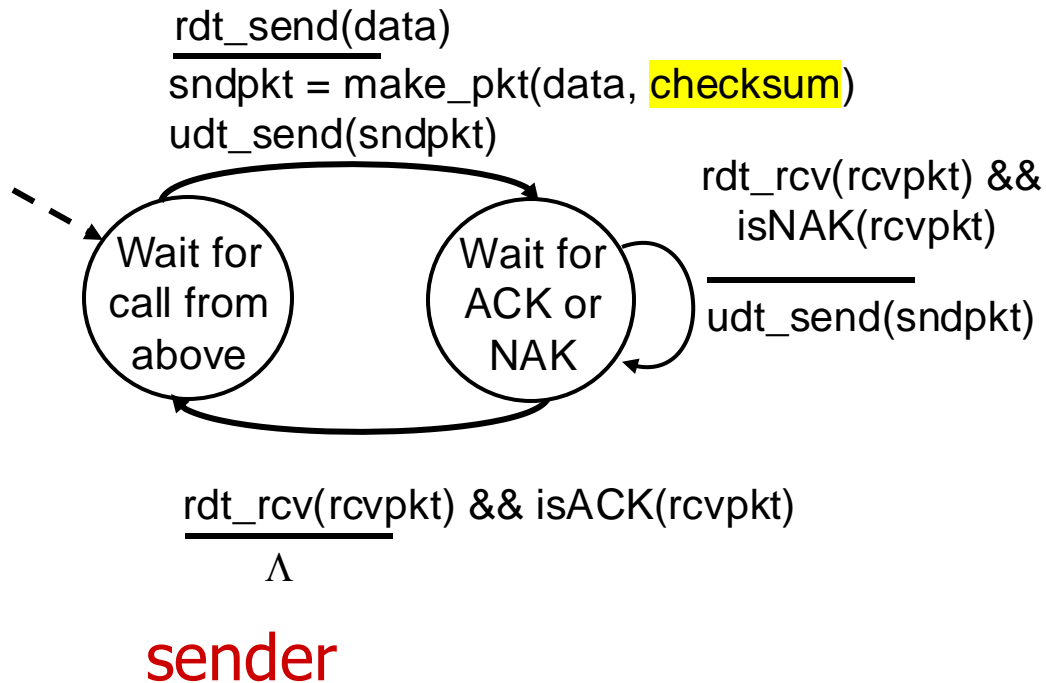 rdt_send(data)
sndpkt = make_pkt(data, checksum)
udt_send(sndpkt)
rdt_rcv(rcvpkt) &&
isNAK(rcvpkt)
udt_send(sndpkt)
Wait for
call from
above
Wait for
ACK or
NAK
rdt_rcv(rcvpkt) && isACK(rcvpkt)
Λ
sender